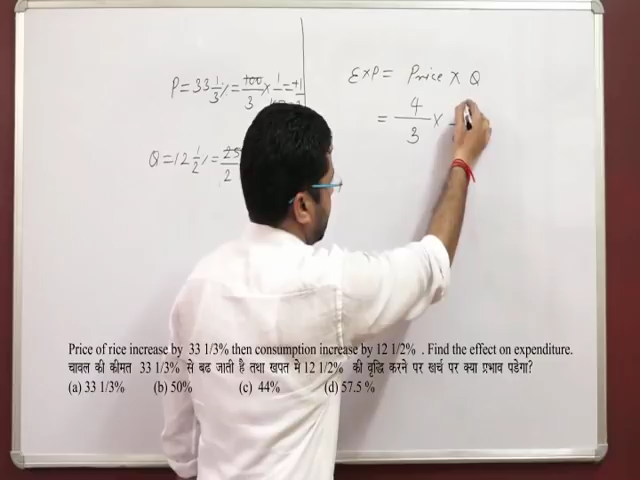 P = 33 1/3 % = 100/3 × 1/100 = +1/3
Q = 12 1/2 % = 25/2
Exp = Price × Q
= 4/3 ×
Price of rice increase by 33 1/3% then consumption increase by 12 1/2% . Find the effect on expenditure.
चावल की कीमत 33 1/3% से बढ जाती है तथा खपत मे 12 1/2% की वृद्धि करने पर खर्च पर क्या प्रभाव पडेगा?
(a) 33 1/3% (b) 50% (c) 44% (d) 57.5 %